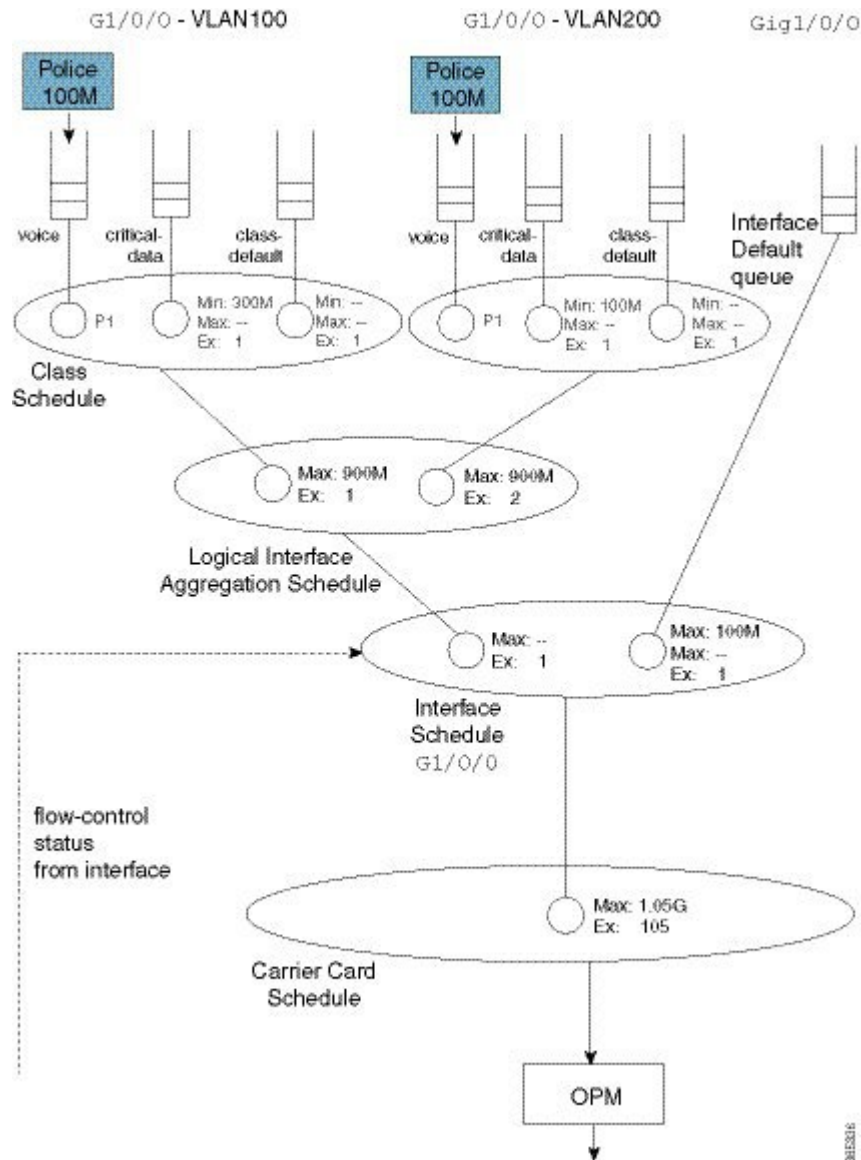 G1/0/0 - VLAN100
G1/0/0 - VLAN200
Gig1/0/0
Police
100M
Police
100M
voice
critical-
data
class-
default
voice
critical-
data
class-
default
Interface
Default
queue
P1
Min: 300M
Max: --
Ex: 1
Min: --
Max: --
Ex: 1
P1
Min: 100M
Max: --
Ex: 1
Min: --
Max: --
Ex: 1
Class
Schedule
Max: 900M
Ex: 1
Max: 900M
Ex: 2
Logical Interface
Aggregation Schedule
Max: --
Ex: 1
Max: 100M
Max: --
Ex: 1
Interface
Schedule
G1/0/0
flow-control
status
from interface
Max: 1.05G
Ex: 105
Carrier Card
Schedule
OPM